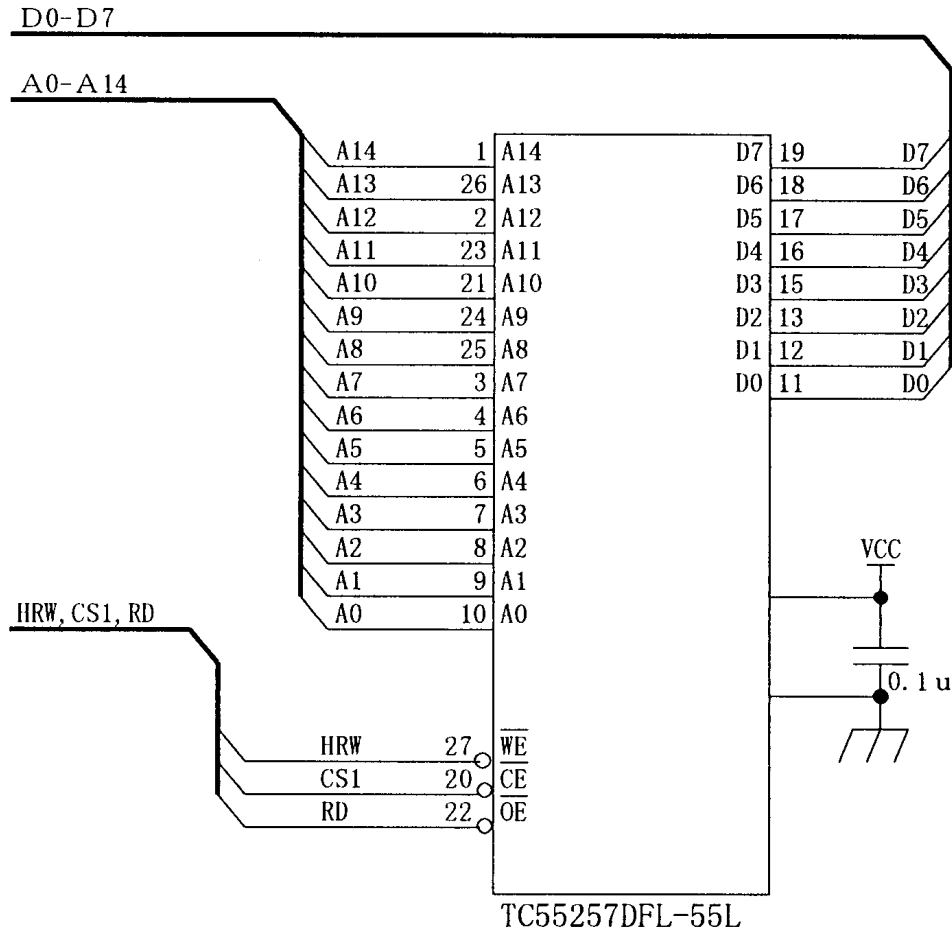 D0-D7
A0-A14
A14 1 A14 D7 19 D7
A13 26 A13 D6 18 D6
A12 2 A12 D5 17 D5
A11 23 A11 D4 16 D4
A10 21 A10 D3 15 D3
A9 24 A9 D2 13 D2
A8 25 A8 D1 12 D1
A7 3 A7 D0 11 D0
A6 4 A6
A5 5 A5
A4 6 A4
A3 7 A3
A2 8 A2
VCC
A1 9 A1
A0 10 A0
HRW, CS1, RD
0.1u
HRW 27 WE
CS1 20 CE
RD 22 OE
TC55257DFL-55L